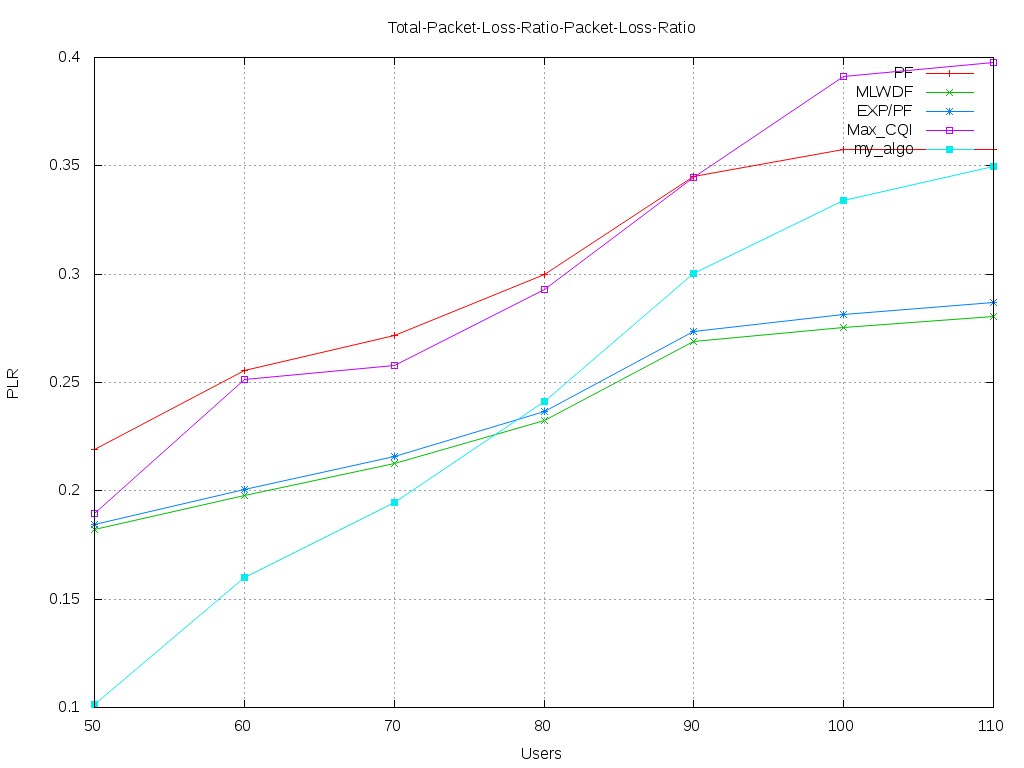 Total-Packet-Loss-Ratio-Packet-Loss-Ratio
0.4
0.35
0.3
0.25
0.2
0.15
0.1
PLR
PF
MLWDF
EXP/PF
Max_CQI
my_algo
50 60 70 80 90 100 110
Users